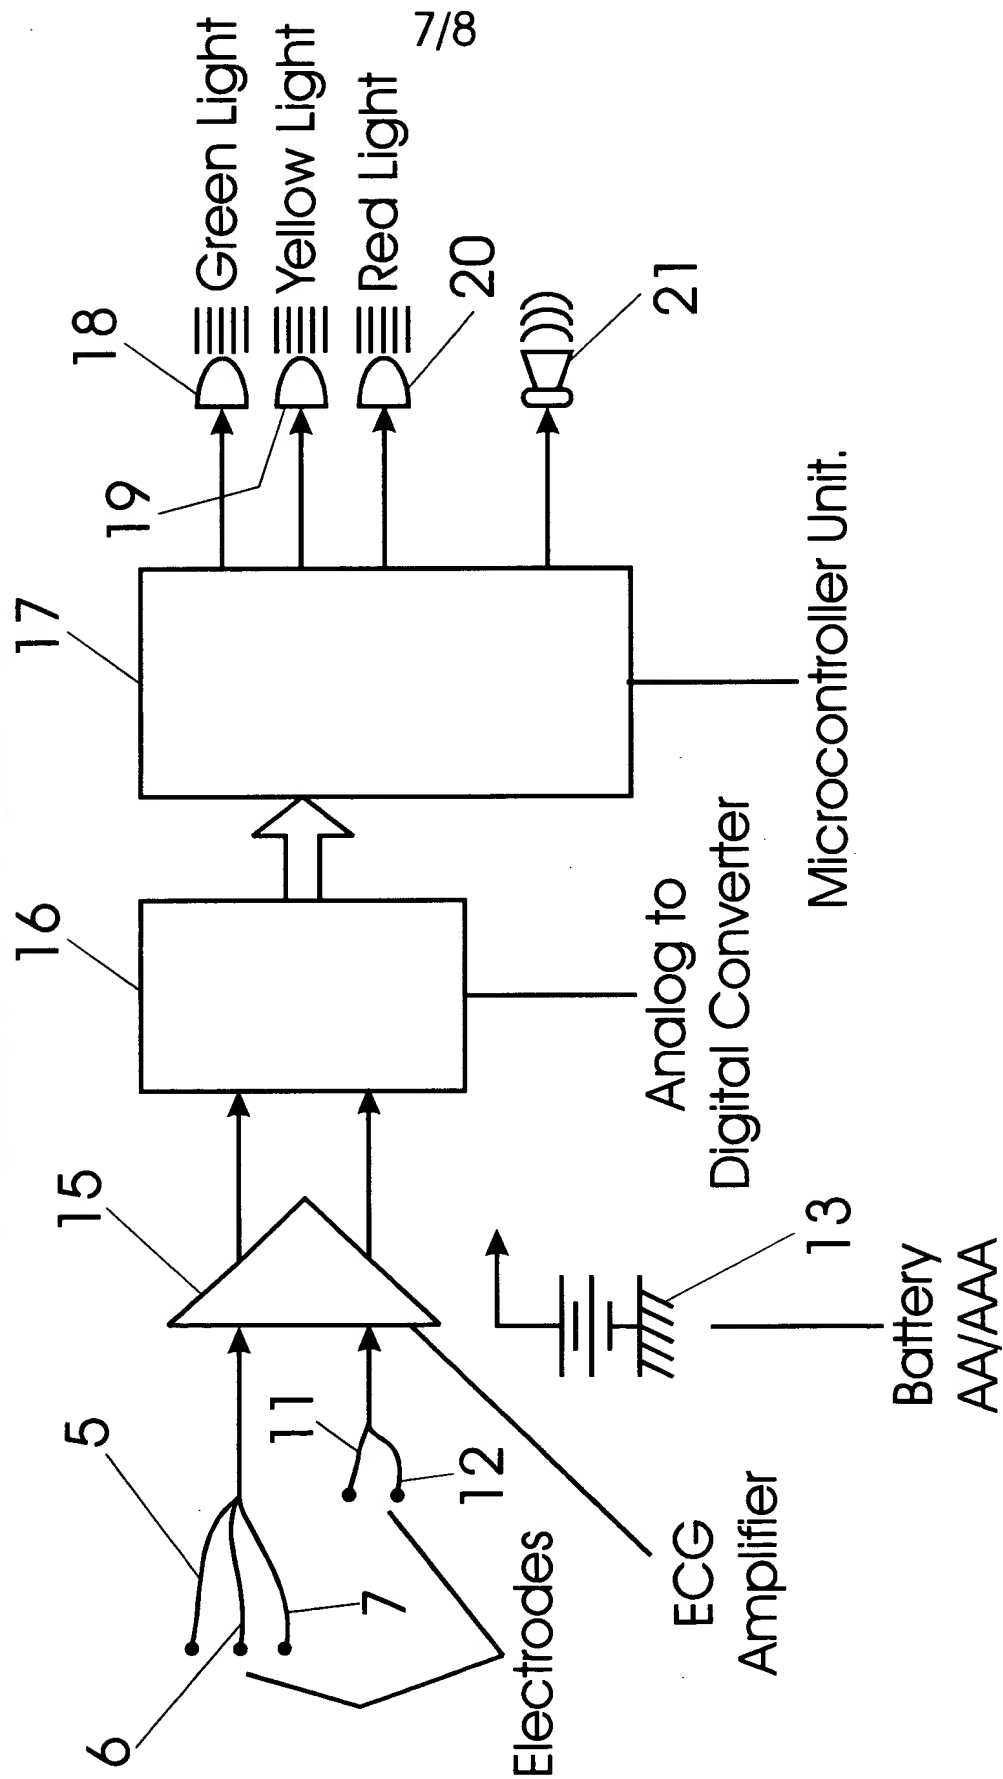 7/8
18
Green Light
19
Yellow Light
Red Light
20
21
17
Microcontroller Unit.
16
Analog to
Digital Converter
15
13
Battery
AA/AAA
5
6
7
11
12
Electrodes
ECG
Amplifier